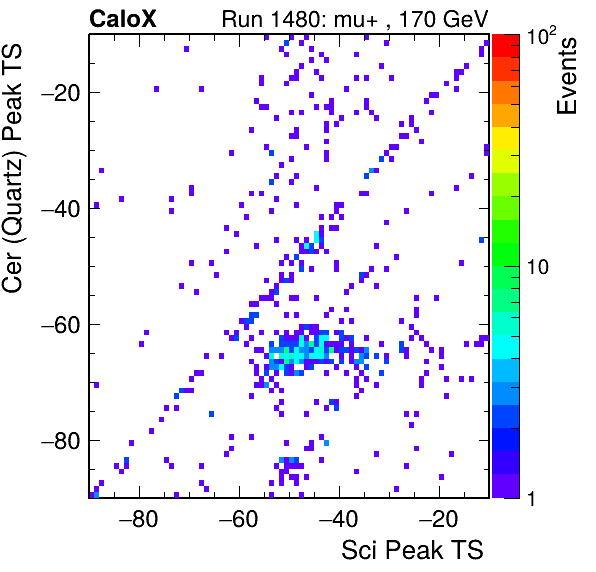 CaloX Run 1480: mu+ , 170 GeV
Cer (Quartz) Peak TS
−20
−40
−60
−80
−80 −60 −40 −20
Sci Peak TS
10²
10
1
Events